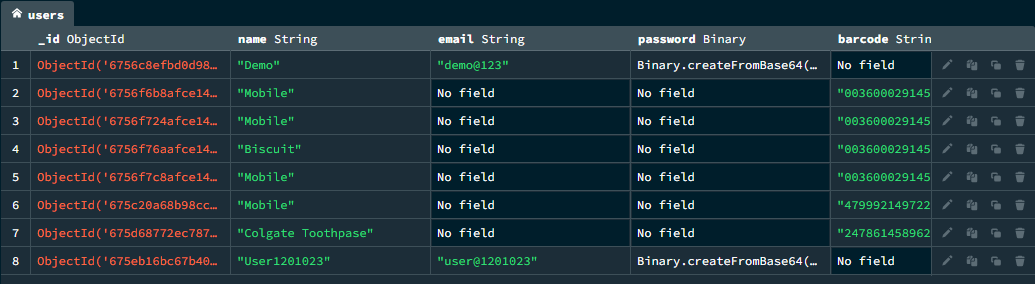 users
_id ObjectId name String email String password Binary barcode Strin
1 ObjectId('6756c8efbd0d98… "Demo" "demo@123" Binary.createFromBase64(… No field
2 ObjectId('6756f6b8afce14… "Mobile" No field No field "003600029145
3 ObjectId('6756f724afce14… "Mobile" No field No field "003600029145
4 ObjectId('6756f76aafce14… "Biscuit" No field No field "003600029145
5 ObjectId('6756f7c8afce14… "Mobile" No field No field "003600029145
6 ObjectId('675c20a68b98cc… "Mobile" No field No field "479992149722
7 ObjectId('675d68772ec787… "Colgate Toothpase" No field No field "247861458962
8 ObjectId('675eb16bc67b40… "User1201023" "user@1201023" Binary.createFromBase64(… No field